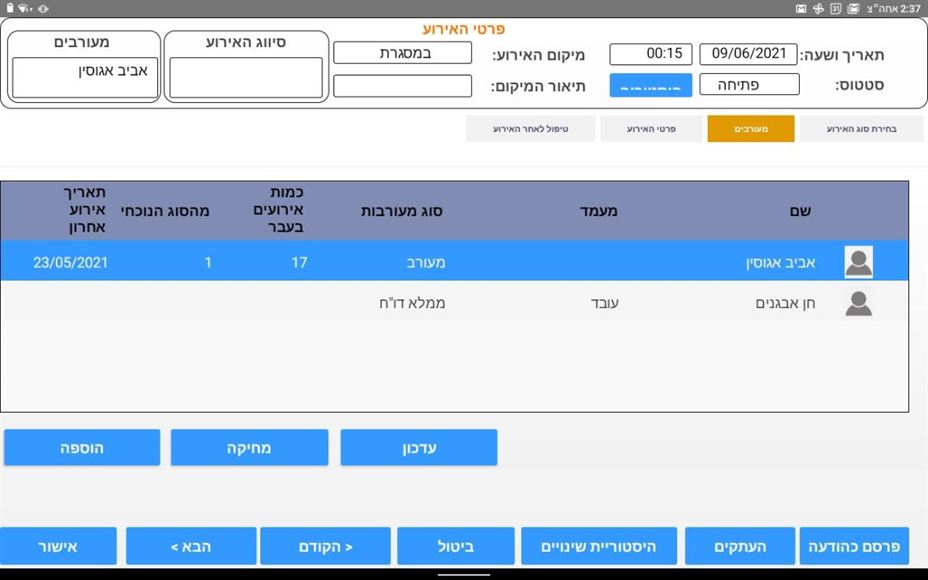 2:37 אחה״צ
31
פרטי האירוע
תאריך ושעה:
09/06/2021
00:15
מיקום האירוע:
במסגרת
סיווג האירוע
מעורבים
סטטוס:
פתיחה
תיאור המיקום:
אביב אגוסין
בחירת סוג האירוע
מעורבים
פרטי האירוע
טיפול לאחר האירוע
שם
מעמד
סוג מעורבות
כמות אירועים בעבר
מהסוג הנוכחי
תאריך אירוע אחרון
אביב אגוסין
מעורב
17
1
23/05/2021
חן אבגנים
עובד
ממלא דו"ח
עדכון
מחיקה
הוספה
פרסם כהודעה
העתקים
היסטוריית שינויים
ביטול
< הקודם
הבא >
אישור